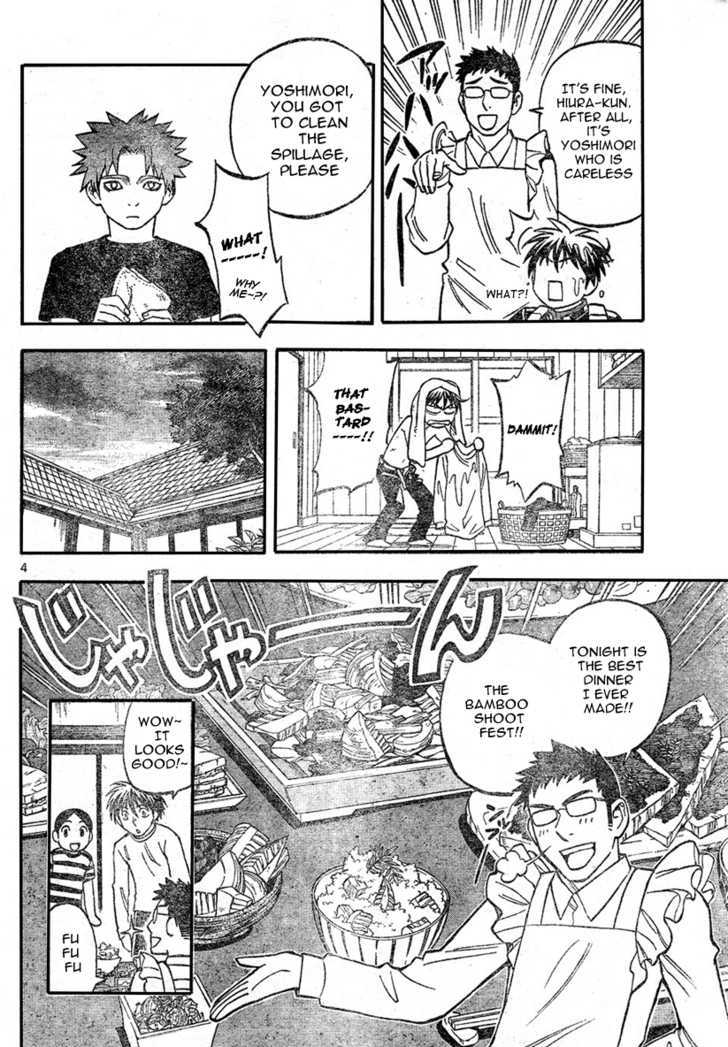 IT'S FINE,
HIURA-KUN.
AFTER ALL,
IT'S
YOSHIMORI
WHO IS
CARELESS
WHAT?!
YOSHIMORI,
YOU GOT
TO CLEAN
THE
SPILLAGE,
PLEASE
WHAT
-----!
WHY
ME~?!
DAMMIT!
THAT
BAS-
TARD
----!!
4
じゃじゃーん
TONIGHT IS
THE BEST
DINNER
I EVER
MADE!!
THE
BAMBOO
SHOOT
FEST!!
WOW~
IT
LOOKS
GOOD!~
FU
FU
FU